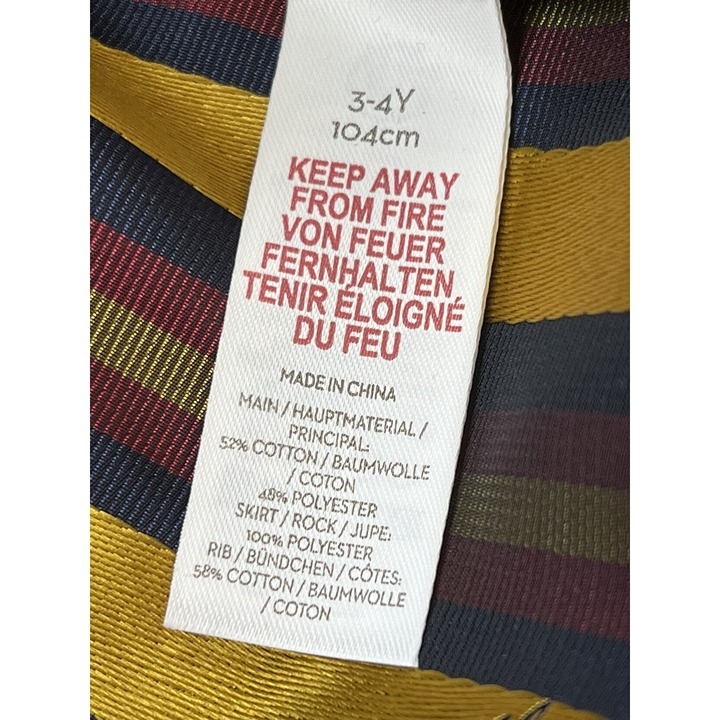 3-4Y
104cm
KEEP AWAY
FROM FIRE
VON FEUER
FERNHALTEN
TENIR ÉLOIGNÉ
DU FEU
MADE IN CHINA
MAIN / HAUPTMATERIAL /
PRINCIPAL:
52% COTTON / BAUMWOLLE
/ COTON
48% POLYESTER
SKIRT / ROCK / JUPE:
100% POLYESTER
RIB / BÜNDCHEN / CÔTES:
58% COTTON / BAUMWOLLE
/ COTON